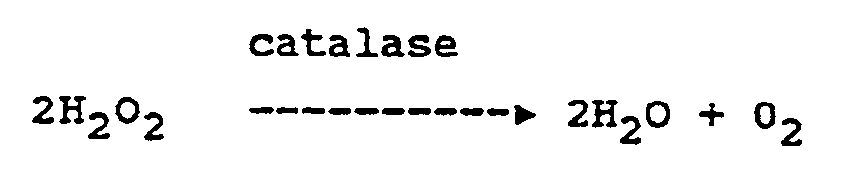 catalase
2H₂O₂ ----------► 2H₂O + O₂